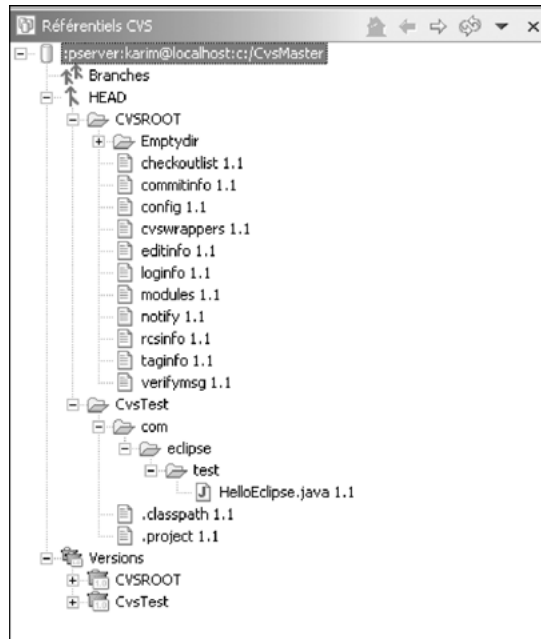 Référentiels CVS
:pserver:karim@localhost:c:/CvsMaster
Branches
HEAD
CVSROOT
Emptydir
checkoutlist 1.1
commitinfo 1.1
config 1.1
cvswrappers 1.1
editinfo 1.1
loginfo 1.1
modules 1.1
notify 1.1
rcsinfo 1.1
taginfo 1.1
verifymsg 1.1
CvsTest
com
eclipse
test
HelloEclipse.java 1.1
.classpath 1.1
.project 1.1
Versions
CVSROOT
CvsTest